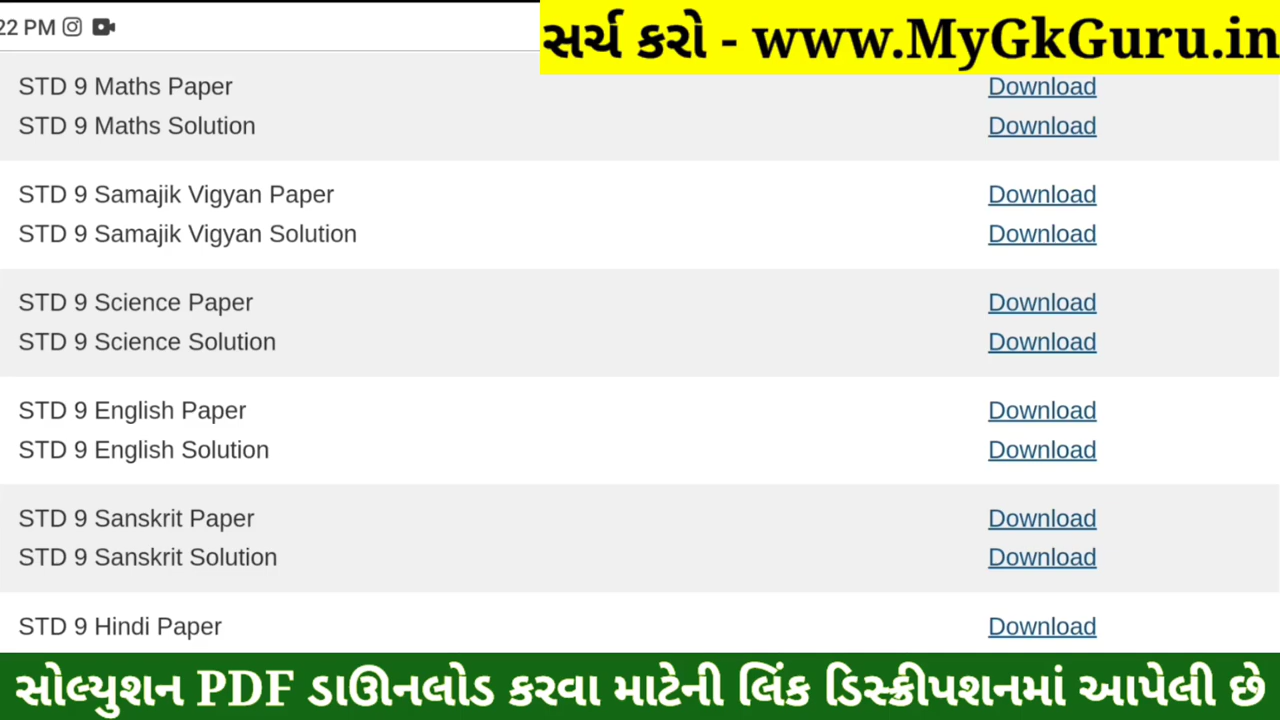 22 PM
સર્ચ કરો - www.MyGkGuru.in
STD 9 Maths Paper Download
STD 9 Maths Solution Download
STD 9 Samajik Vigyan Paper Download
STD 9 Samajik Vigyan Solution Download
STD 9 Science Paper Download
STD 9 Science Solution Download
STD 9 English Paper Download
STD 9 English Solution Download
STD 9 Sanskrit Paper Download
STD 9 Sanskrit Solution Download
STD 9 Hindi Paper Download
સોલ્યુશન PDF ડાઊનલોડ કરવા માટેની લિંક ડિસ્ક્રીપશનમાં આપેલી છે